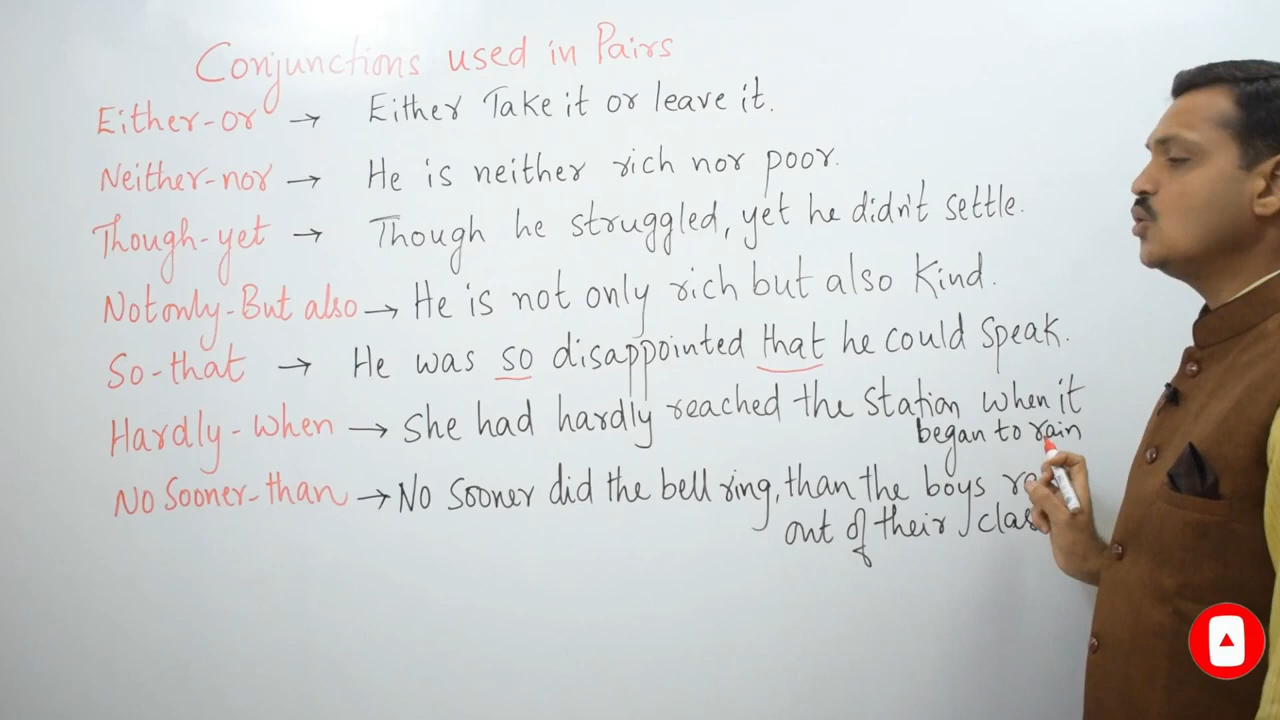 Conjunctions used in Pairs
Either-or → Either Take it or leave it.
Neither-nor → He is neither rich nor poor.
Though-yet → Though he struggled, yet he didn't settle.
Not only-But also → He is not only rich but also Kind.
So-that → He was so disappointed that he could speak.
Hardly-when → She had hardly reached the station when it
began to rain
No Sooner-than → No Sooner did the bell ring, than the boys
out of their